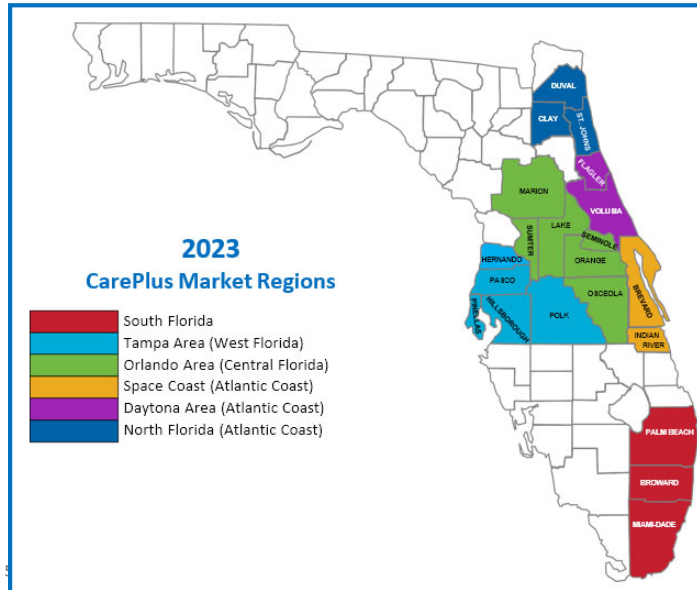 DUVAL
CLAY
ST. JOHNS
FLAGLER
MARION
VOLUSIA
LAKE
SEMINOLE
SUMTER
ORANGE
HERNANDO
PASCO
OSCEOLA
BREVARD
PINELLAS
HILLSBOROUGH
POLK
INDIAN
RIVER
2023
CarePlus Market Regions
South Florida
Tampa Area (West Florida)
Orlando Area (Central Florida)
Space Coast (Atlantic Coast)
Daytona Area (Atlantic Coast)
North Florida (Atlantic Coast)
PALM BEACH
BROWARD
MIAMI-DADE